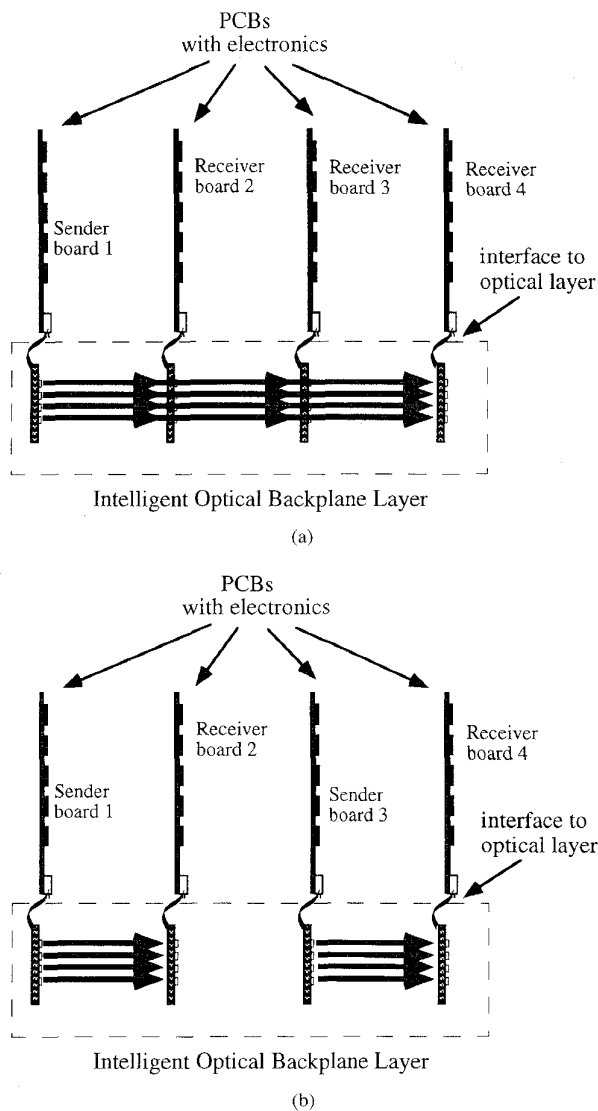 PCBs
with electronics
Sender
board 1
Receiver
board 2
Receiver
board 3
Receiver
board 4
interface to
optical layer
Intelligent Optical Backplane Layer
(a)
PCBs
with electronics
Sender
board 1
Receiver
board 2
Sender
board 3
Receiver
board 4
interface to
optical layer
Intelligent Optical Backplane Layer
(b)